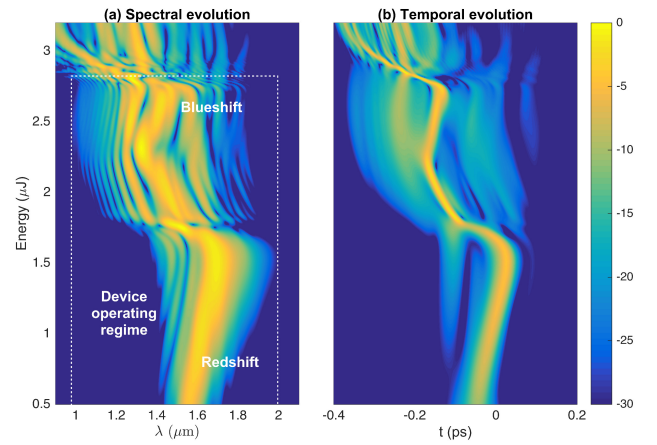 (a) Spectral evolution
(b) Temporal evolution
Energy (μJ)
3
2.5
2
1.5
1
0.5
Blueshift
Device
operating
regime
Redshift
1 1.2 1.4 1.6 1.8 2
λ (μm)
-0.4 -0.2 0 0.2
t (ps)
0
-5
-10
-15
-20
-25
-30